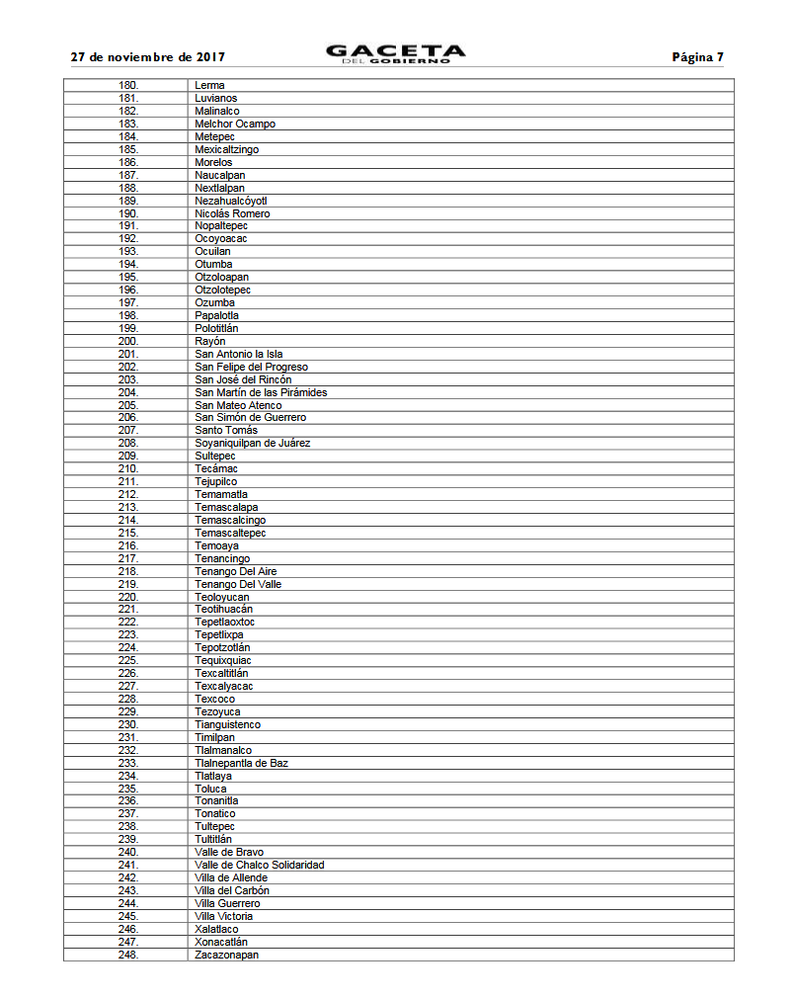 27 de noviembre de 2017 GACETA DEL GOBIERNO Página 7
180. Lerma
181. Luvianos
182. Malinalco
183. Melchor Ocampo
184. Metepec
185. Mexicaltzingo
186. Morelos
187. Naucalpan
188. Nextlalpan
189. Nezahualcóyotl
190. Nicolás Romero
191. Nopaltepec
192. Ocoyoacac
193. Ocuilan
194. Otumba
195. Otzoloapan
196. Otzolotepec
197. Ozumba
198. Papalotla
199. Polotitlán
200. Rayón
201. San Antonio la Isla
202. San Felipe del Progreso
203. San José del Rincón
204. San Martín de las Pirámides
205. San Mateo Atenco
206. San Simón de Guerrero
207. Santo Tomás
208. Soyaniquilpan de Juárez
209. Sultepec
210. Tecámac
211. Tejupilco
212. Temamatla
213. Temascalapa
214. Temascalcingo
215. Temascaltepec
216. Temoaya
217. Tenancingo
218. Tenango Del Aire
219. Tenango Del Valle
220. Teoloyucan
221. Teotihuacán
222. Tepetlaoxtoc
223. Tepetlixpa
224. Tepotzotlán
225. Tequixquiac
226. Texcaltitlán
227. Texcalyacac
228. Texcoco
229. Tezoyuca
230. Tianguistenco
231. Timilpan
232. Tlalmanalco
233. Tlalnepantla de Baz
234. Tlatlaya
235. Toluca
236. Tonanitla
237. Tonatico
238. Tultepec
239. Tultitlán
240. Valle de Bravo
241. Valle de Chalco Solidaridad
242. Villa de Allende
243. Villa del Carbón
244. Villa Guerrero
245. Villa Victoria
246. Xalatlaco
247. Xonacatlán
248. Zacazonapan